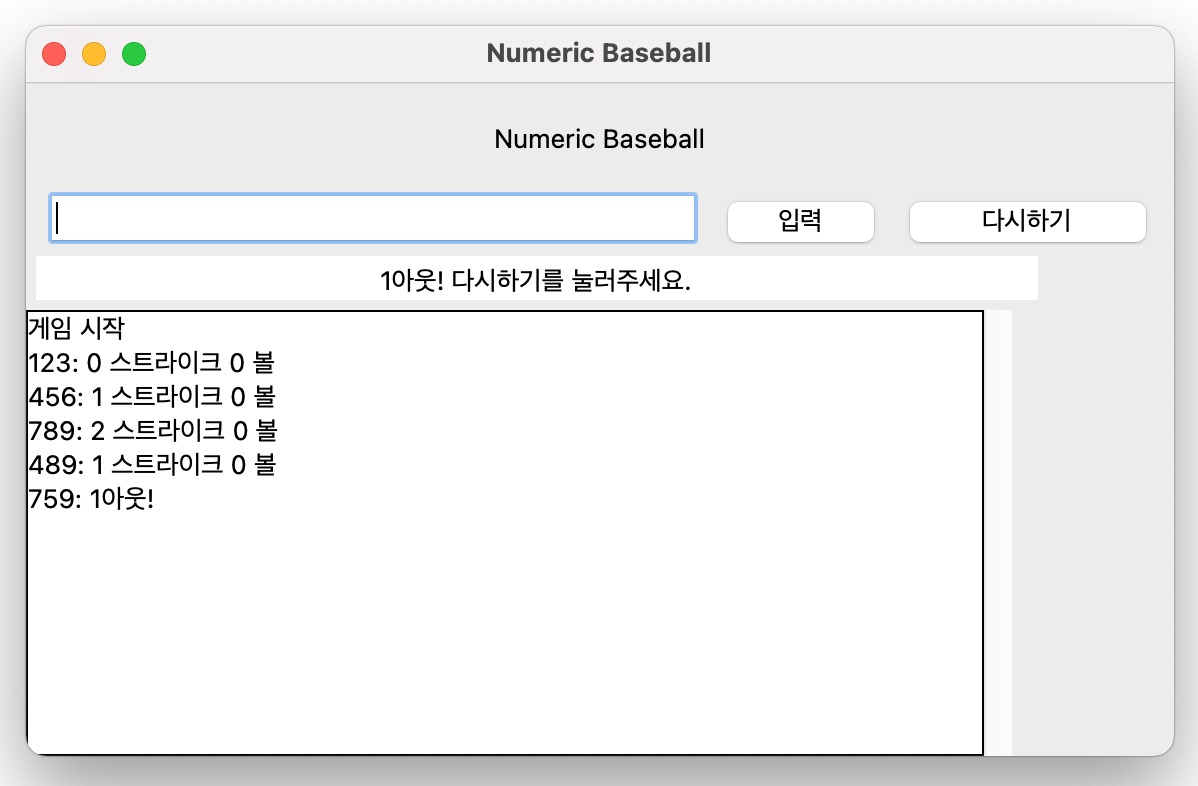 Numeric Baseball
Numeric Baseball
입력 다시하기
1아웃! 다시하기를 눌러주세요.
게임 시작
123: 0 스트라이크 0 볼
456: 1 스트라이크 0 볼
789: 2 스트라이크 0 볼
489: 1 스트라이크 0 볼
759: 1아웃!